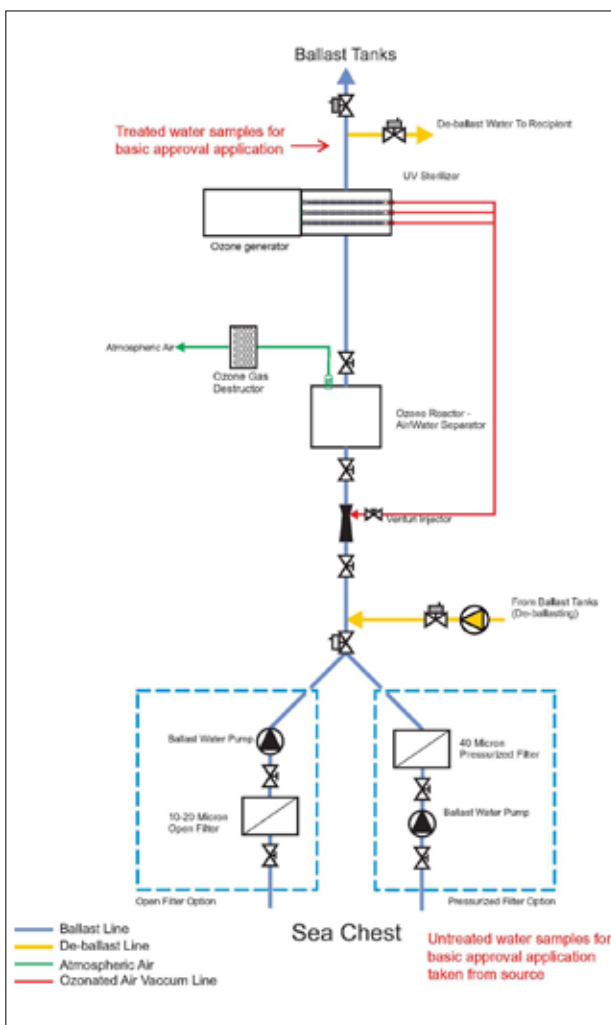 Ballast Tanks
Treated water samples for
basic approval application
De-ballast Water To Recipient
UV Sterilizer
Ozone generator
Atmospheric Air
Ozone Gas
Destructor
Ozone Reactor -
Air/Water Separator
Venturi Injector
From Ballast Tanks
(De-ballasting)
Ballast Water Pump
10-20 Micron
Open Filter
40 Micron
Pressurized Filter
Ballast Water Pump
Open Filter Option
Pressurized Filter Option
Sea Chest
Untreated water samples for
basic approval application
taken from source
Ballast Line
De-ballast Line
Atmospheric Air
Ozonated Air Vaccum Line